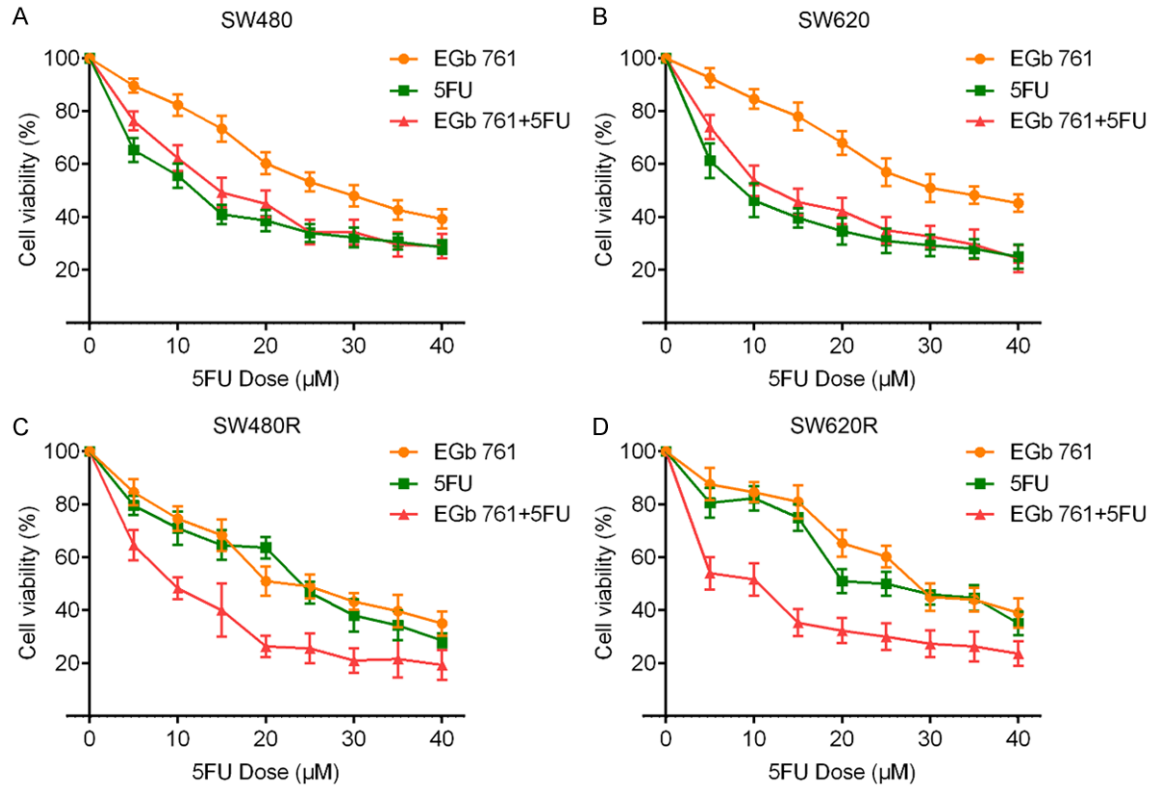 A
SW480
Cell viability (%)
100
80
60
40
20
0
10
20
30
40
5FU Dose (µM)
EGb 761
5FU
EGb 761+5FU
B
SW620
Cell viability (%)
100
80
60
40
20
0
10
20
30
40
5FU Dose (µM)
EGb 761
5FU
EGb 761+5FU
C
SW480R
Cell viability (%)
100
80
60
40
20
0
10
20
30
40
5FU Dose (µM)
EGb 761
5FU
EGb 761+5FU
D
SW620R
Cell viability (%)
100
80
60
40
20
0
10
20
30
40
5FU Dose (µM)
EGb 761
5FU
EGb 761+5FU